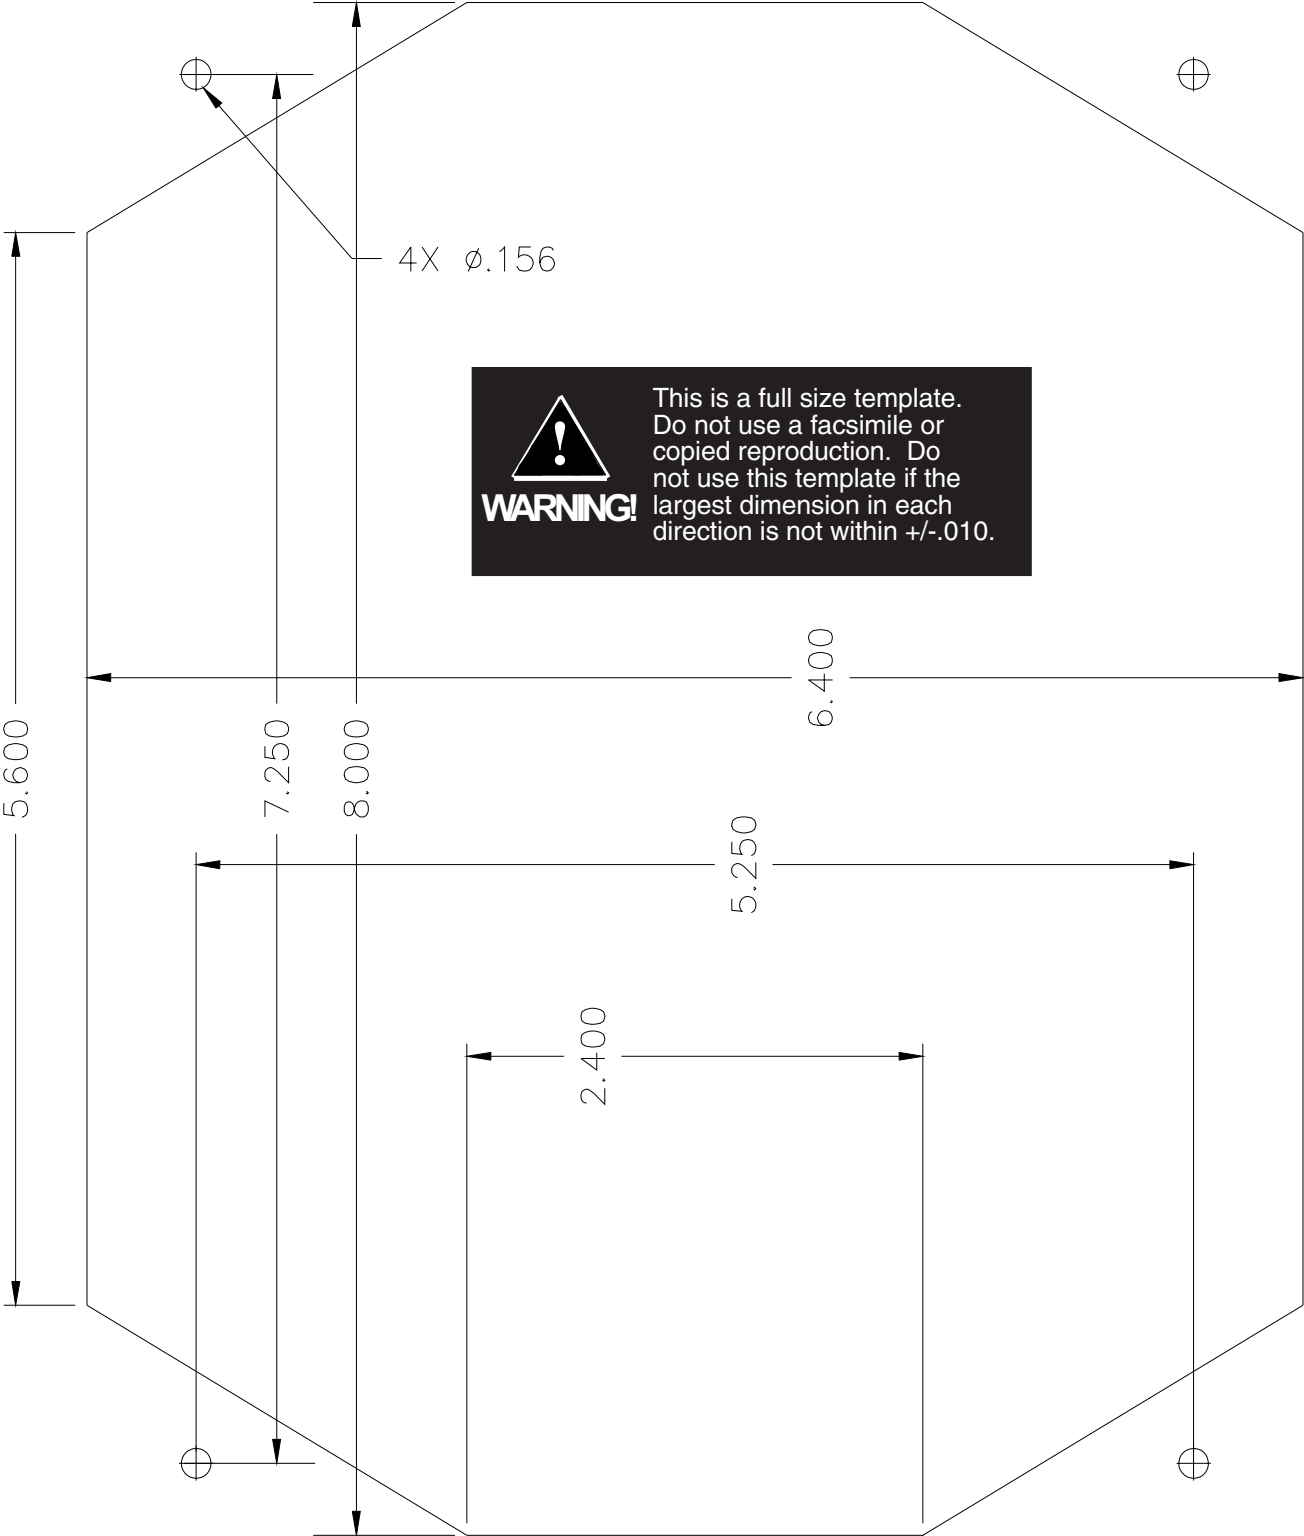 4X ø.156
This is a full size template.
Do not use a facsimile or
copied reproduction.  Do
not use this template if the
largest dimension in each
direction is not within +/-.010.
WARNING!
6.400
5.600
7.250
8.000
5.250
2.400